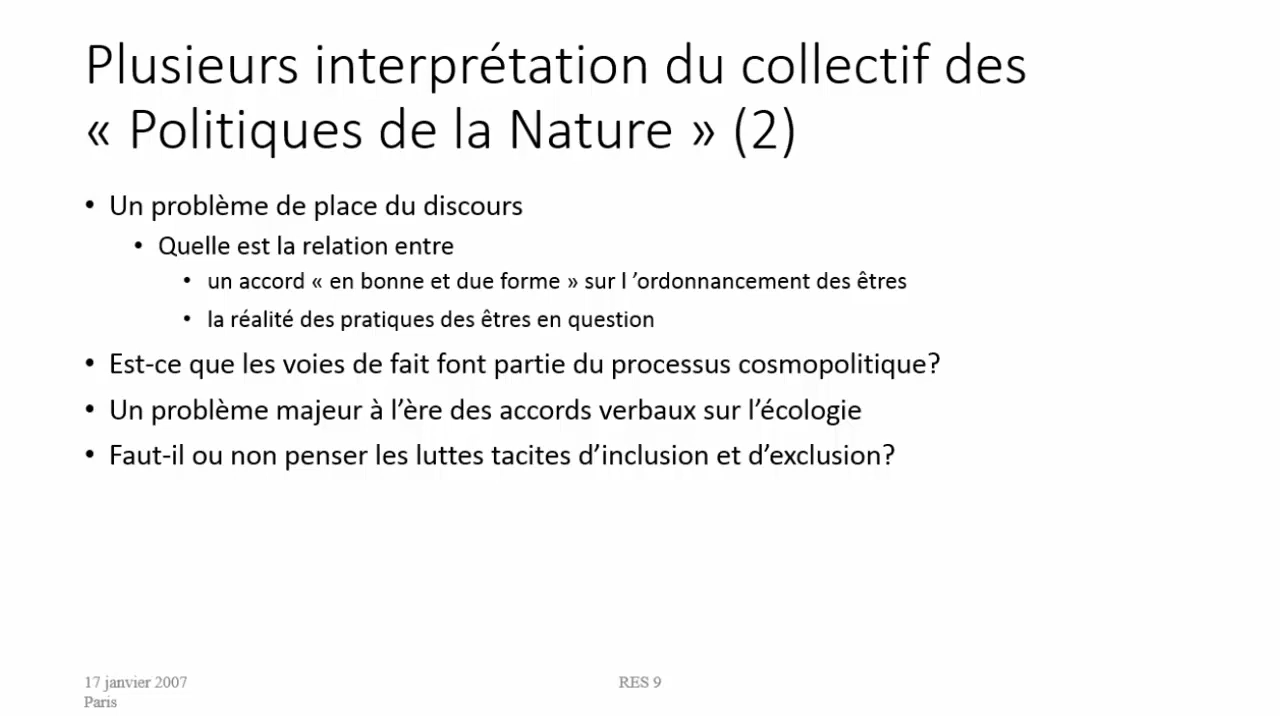 Plusieurs interprétation du collectif des
« Politiques de la Nature » (2)
• Un problème de place du discours
• Quelle est la relation entre
• un accord « en bonne et due forme » sur l ’ordonnancement des êtres
• la réalité des pratiques des êtres en question
• Est-ce que les voies de fait font partie du processus cosmopolitique?
• Un problème majeur à l’ère des accords verbaux sur l’écologie
• Faut-il ou non penser les luttes tacites d’inclusion et d’exclusion?
17 janvier 2007
Paris
RES 9